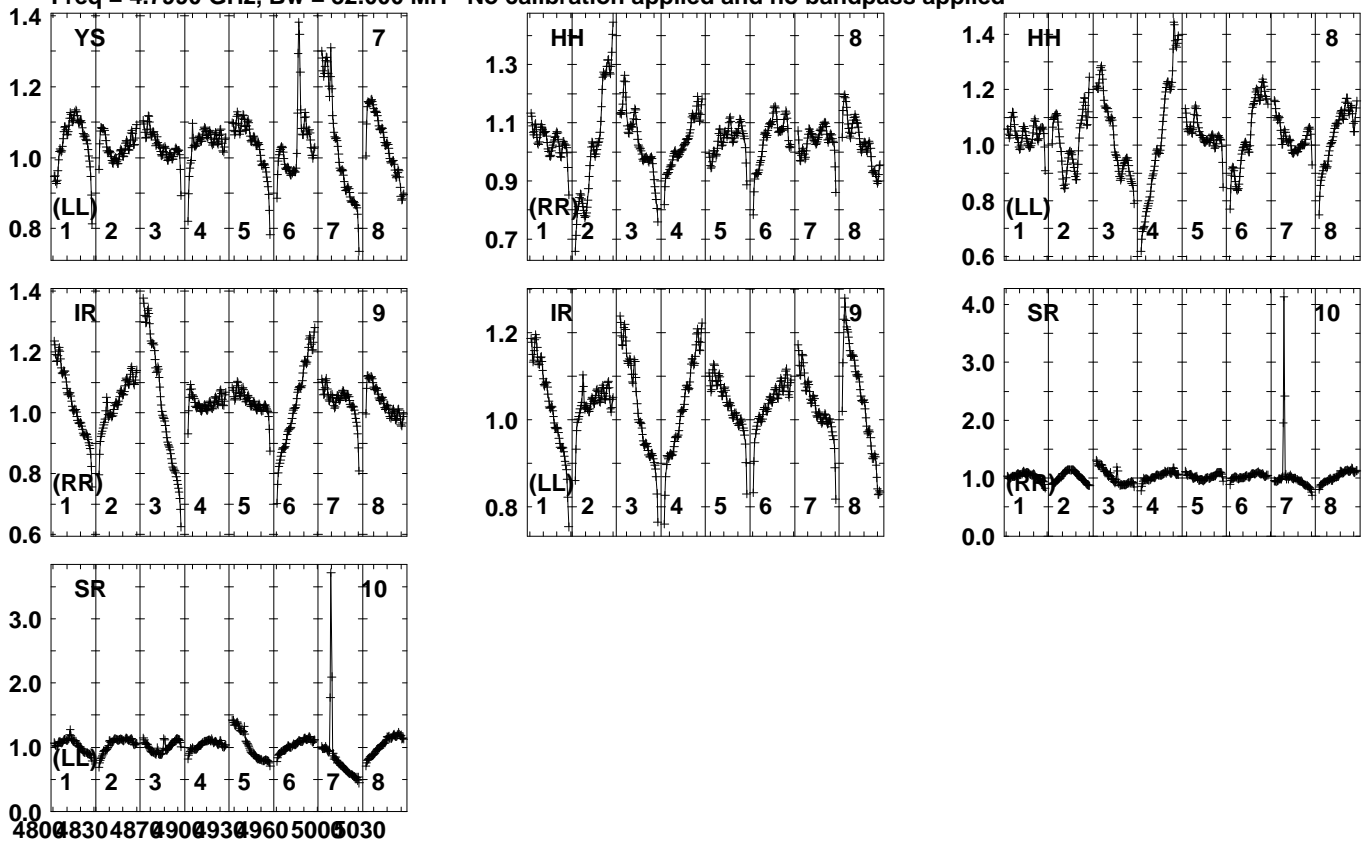 Freq = 4.7990 GHz, Bw = 32.000 MH No calibration applied and no bandpass applied
1.4 YS 7
1.2
1.0
(LL)
0.8 1 2 3 4 5 6 7 8
HH 8
1.3
1.1
0.9
(RR)
0.7 1 2 3 4 5 6 7 8
1.4 HH 8
1.2
1.0
0.8
(LL)
0.6 1 2 3 4 5 6 7 8
1.4 IR 9
1.2
1.0
0.8
(RR)
1 2 3 4 5 6 7 8
0.6
IR 9
1.2
1.0
(LL)
0.8 1 2 3 4 5 6 7 8
4.0 SR 10
3.0
2.0
1.0 (RR)
1 2 3 4 5 6 7 8
0.0
SR 10
3.0
2.0
1.0
(LL)
1 2 3 4 5 6 7 8
0.0
4800 4830 4870 4900 4930 4960 5000 5030